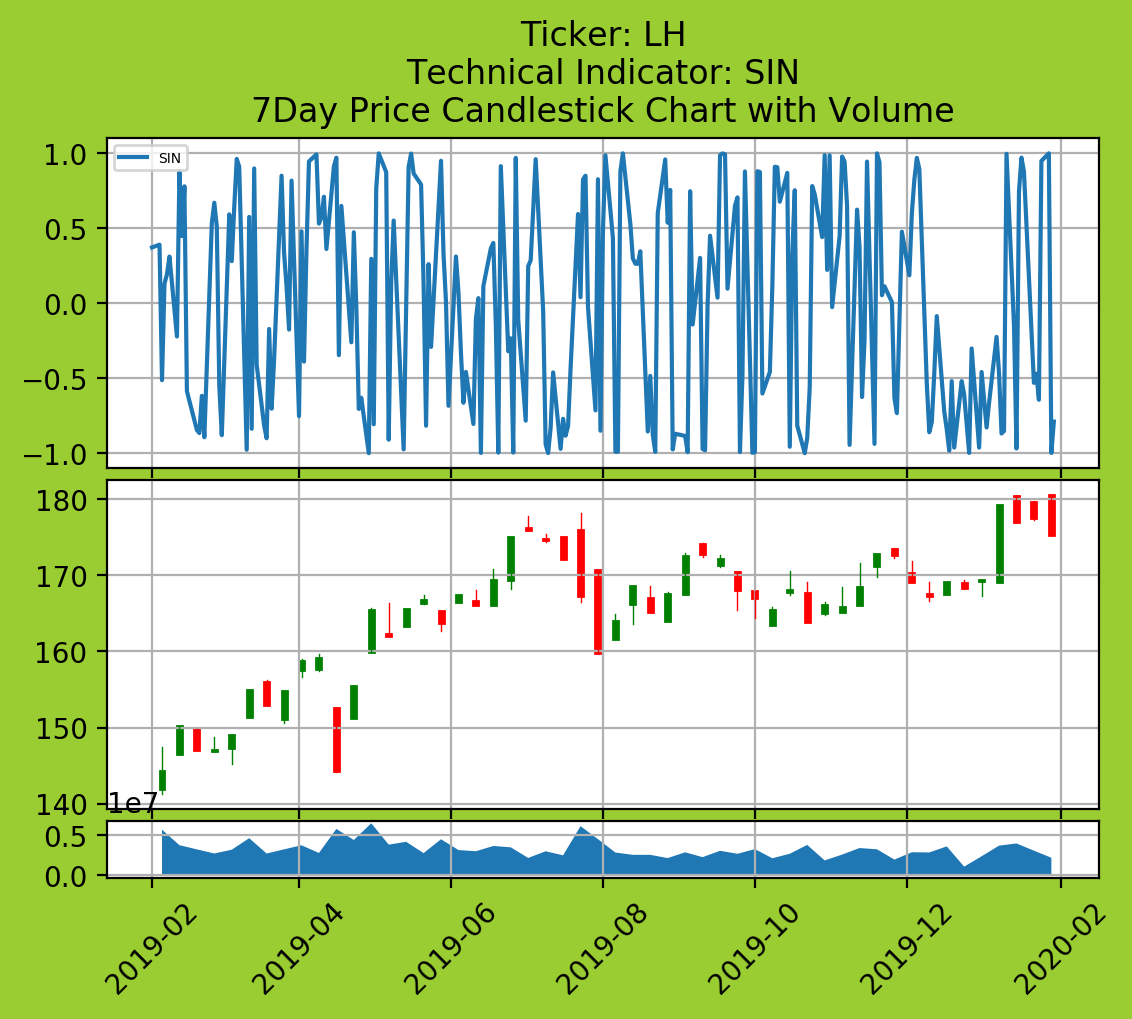 Ticker: LH
Technical Indicator: SIN
7Day Price Candlestick Chart with Volume
SIN
1.0
0.5
0.0
−0.5
−1.0
180
170
160
150
140
1e7
0.5
0.0
2019-02 2019-04 2019-06 2019-08 2019-10 2019-12 2020-02